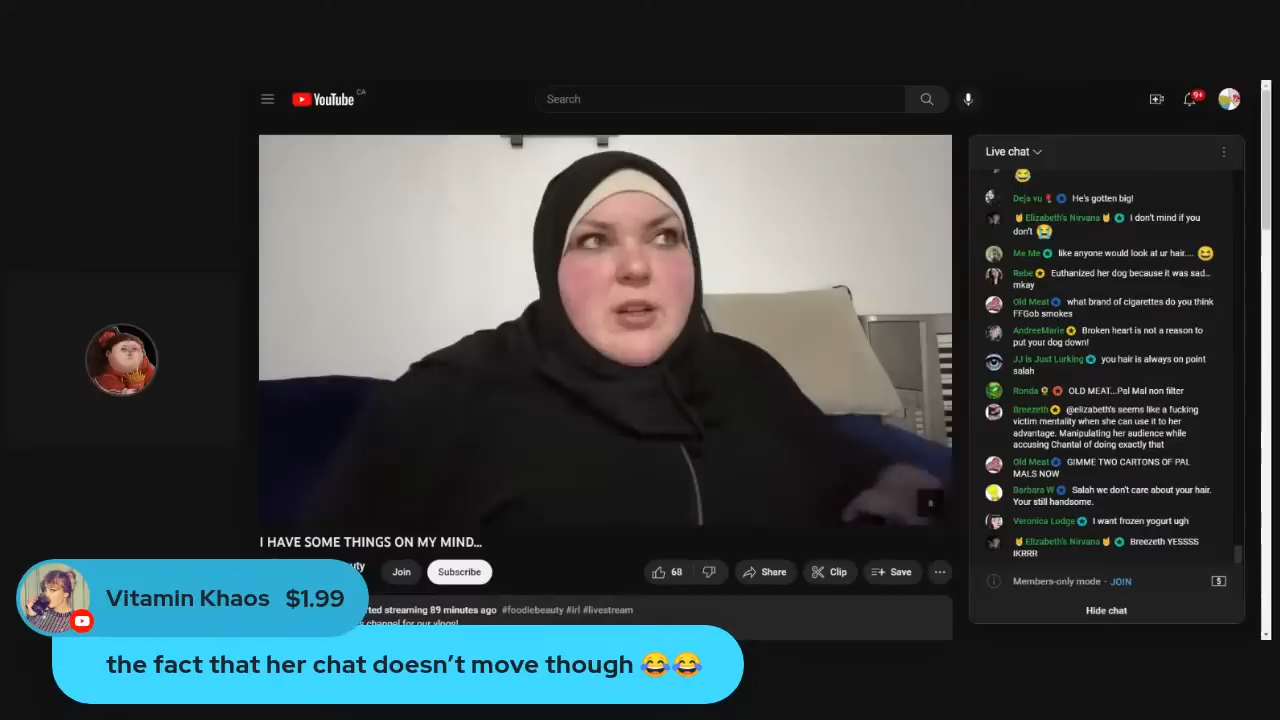 YouTube CA
Search
9+
Live chat
Deja vu He's gotten big!
Elizabeth's Nirvana I don't mind if you
don't
Me Me like anyone would look at ur hair....
Rebe Euthanized her dog because it was sad...
mkay
Old Meat what brand of cigarettes do you think
FFGob smokes
AndreeMarie Broken heart is not a reason to
put your dog down!
JJ is Just Lurking you hair is always on point
salah
Ronda OLD MEAT...Pal Mal non filter
Breezeth @elizabeth's seems like a fucking
victim mentality when she can use it to her
advantage. Manipulating her audience while
accusing Chantal of doing exactly that
Old Meat GIMME TWO CARTONS OF PAL
MALS NOW
Barbara W Salah we don't care about your hair.
Your still handsome.
Veronica Lodge I want frozen yogurt ugh
Elizabeth's Nirvana Breezeth YESSSS
IKRRR
Members-only mode · JOIN
Hide chat
I HAVE SOME THINGS ON MY MIND...
uty
Join
Subscribe
68
Share
Clip
Save
rted streaming 89 minutes ago #foodiebeauty #irl #livestream
s channel for our vlogs!
Vitamin Khaos $1.99
the fact that her chat doesn't move though 😂😂